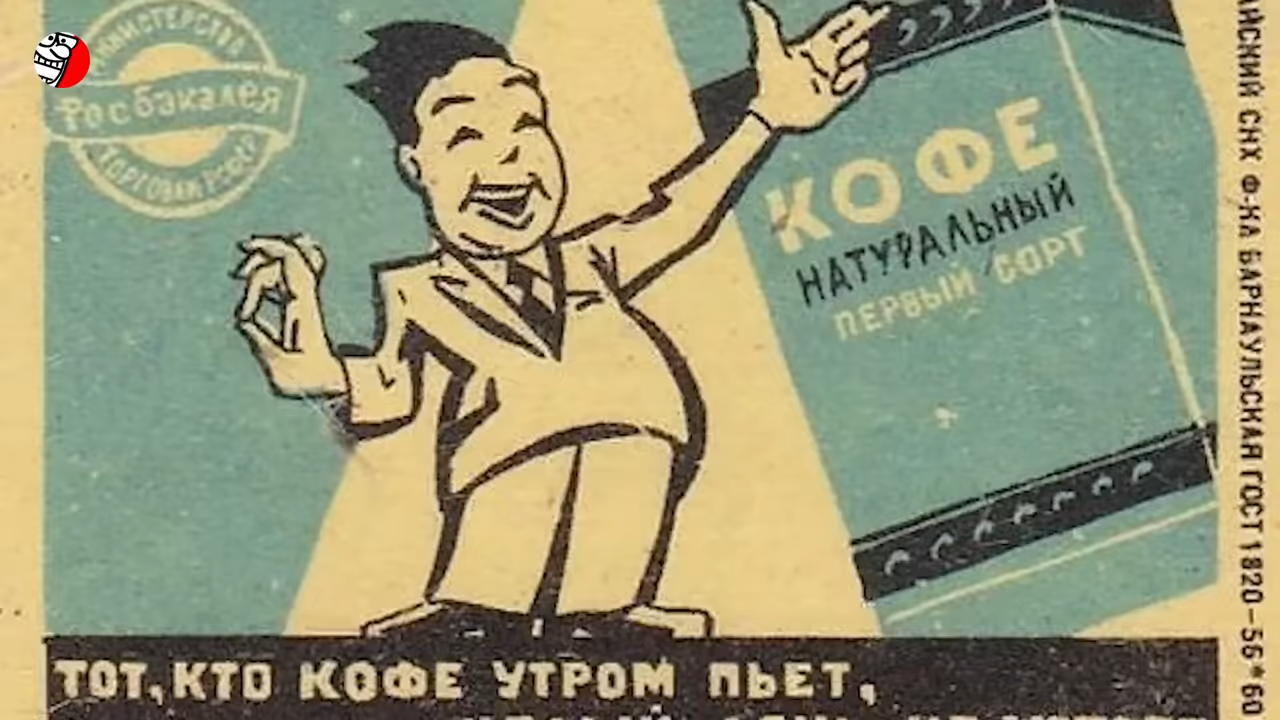 МИНИСТЕРСТВО
Росбакалея
ТОРГОВЛИ РСФСР
КОФЕ
НАТУРАЛЬНЫЙ
ПЕРВЫЙ СОРТ
ТОТ, КТО КОФЕ УТРОМ ПЬЕТ,
СНХ Ф-КА БАРНАУЛЬСКАЯ ГОСТ 1820–56*60